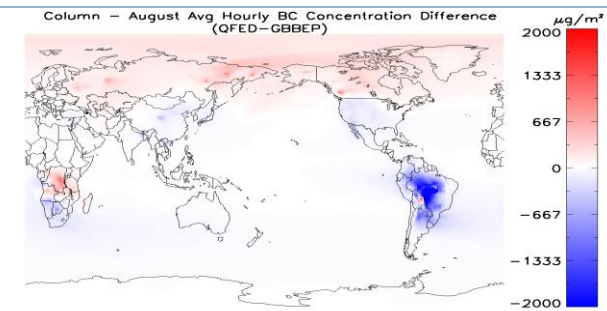 Column - August Avg Hourly BC Concentration Difference
(QFED-GBBEP)
μg/m²
2000
1333
667
0
-667
-1333
-2000